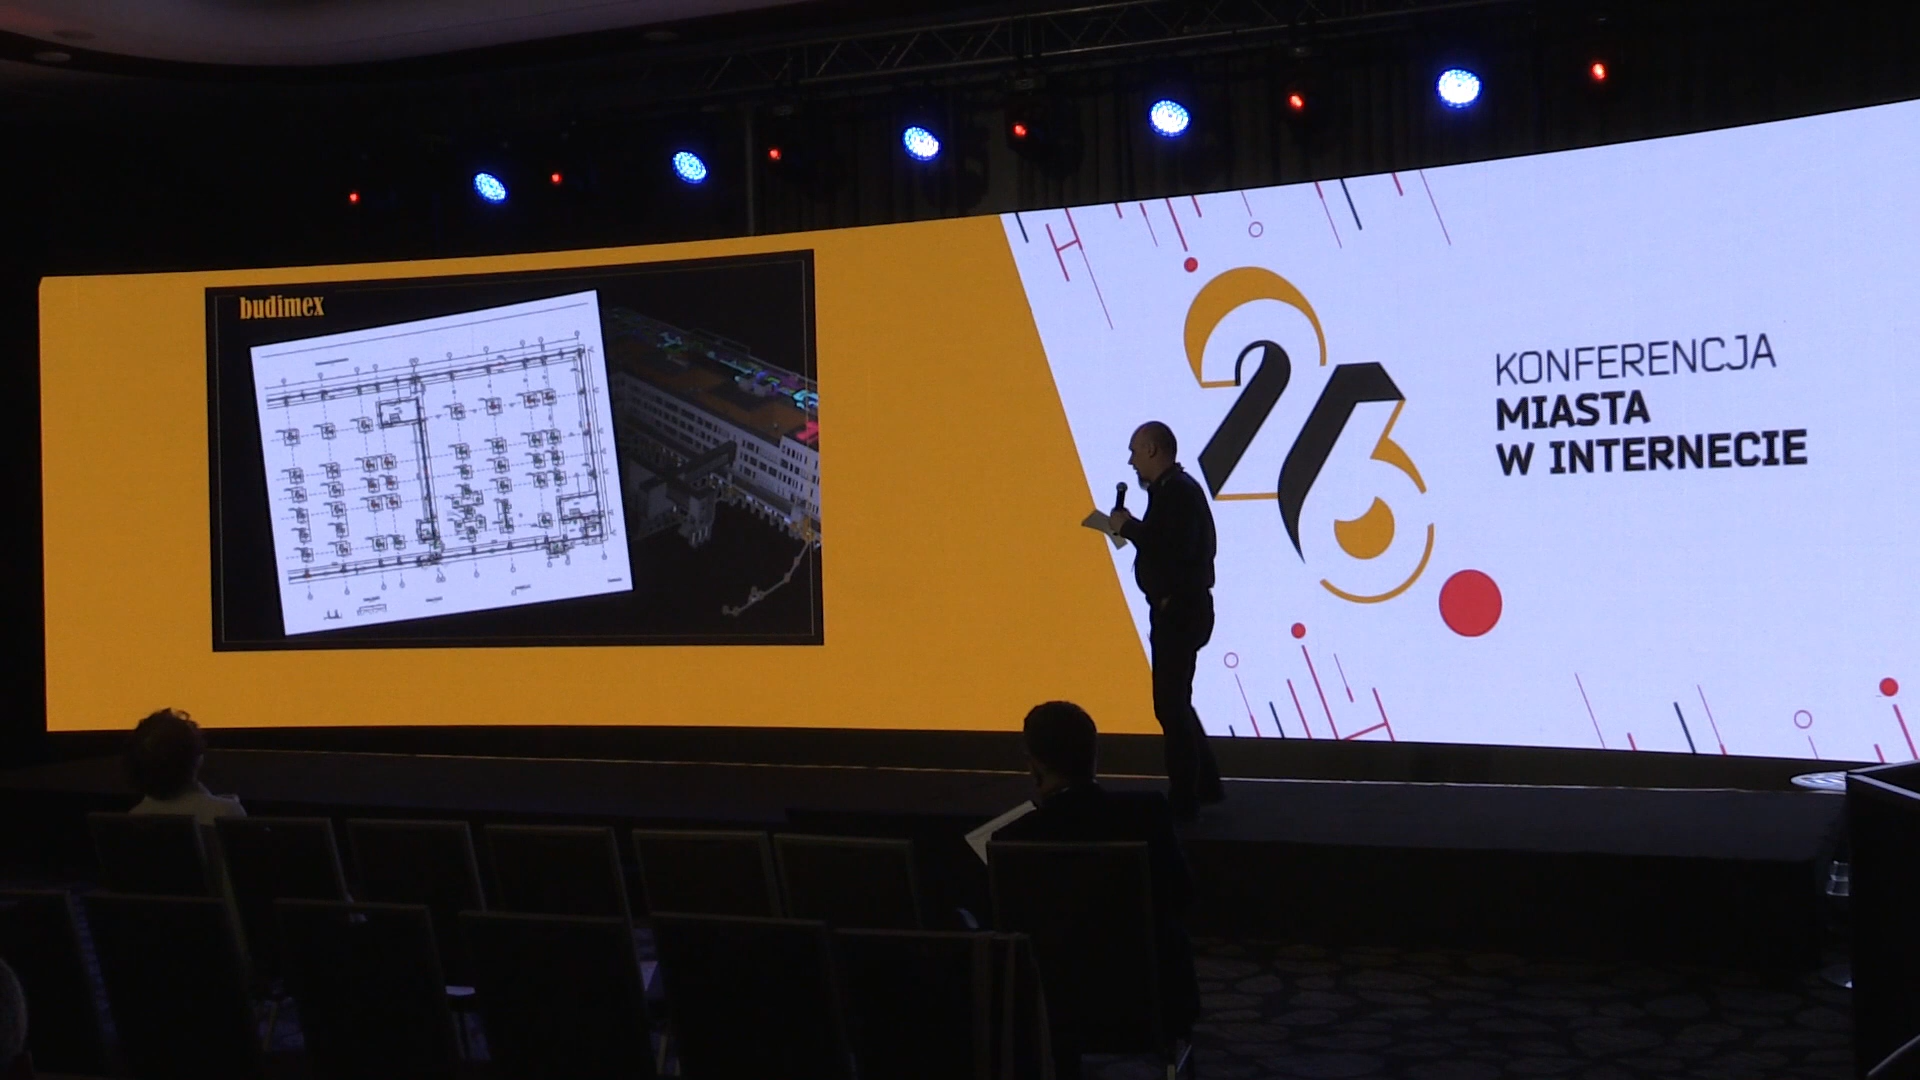 budimex
26
KONFERENCJA
MIASTA
W INTERNECIE